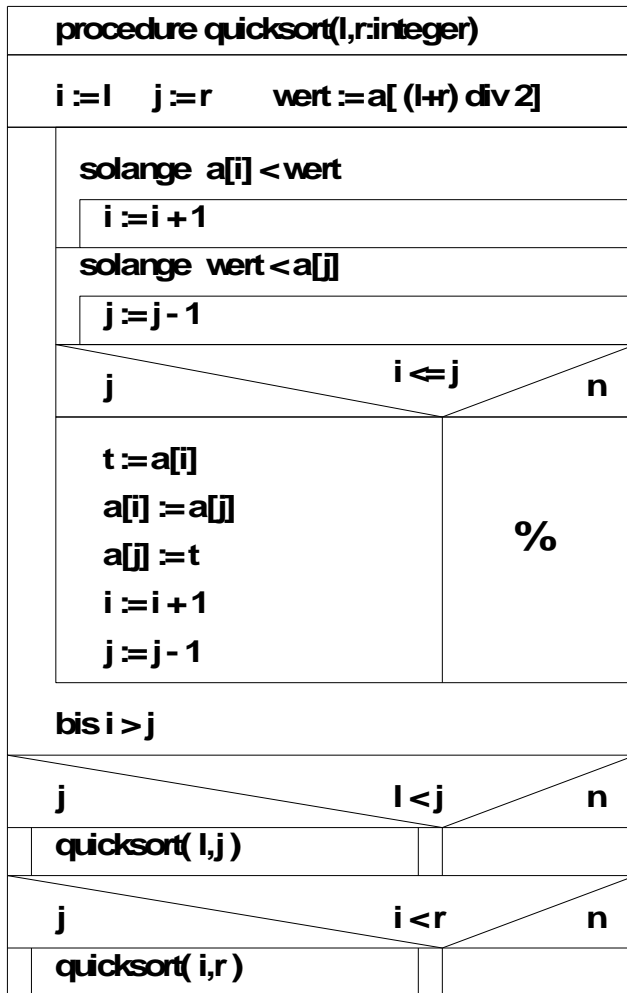 procedure quicksort(l,r:integer)
i := l j := r wert := a[ (l+r) div 2]
solange a[i] < wert
i := i + 1
solange wert < a[j]
j := j - 1
j i <= j n
t := a[i]
a[i] := a[j]
a[j] := t
i := i + 1
j := j - 1
%
bis i > j
j l < j n
quicksort( l,j )
j i < r n
quicksort( i,r )